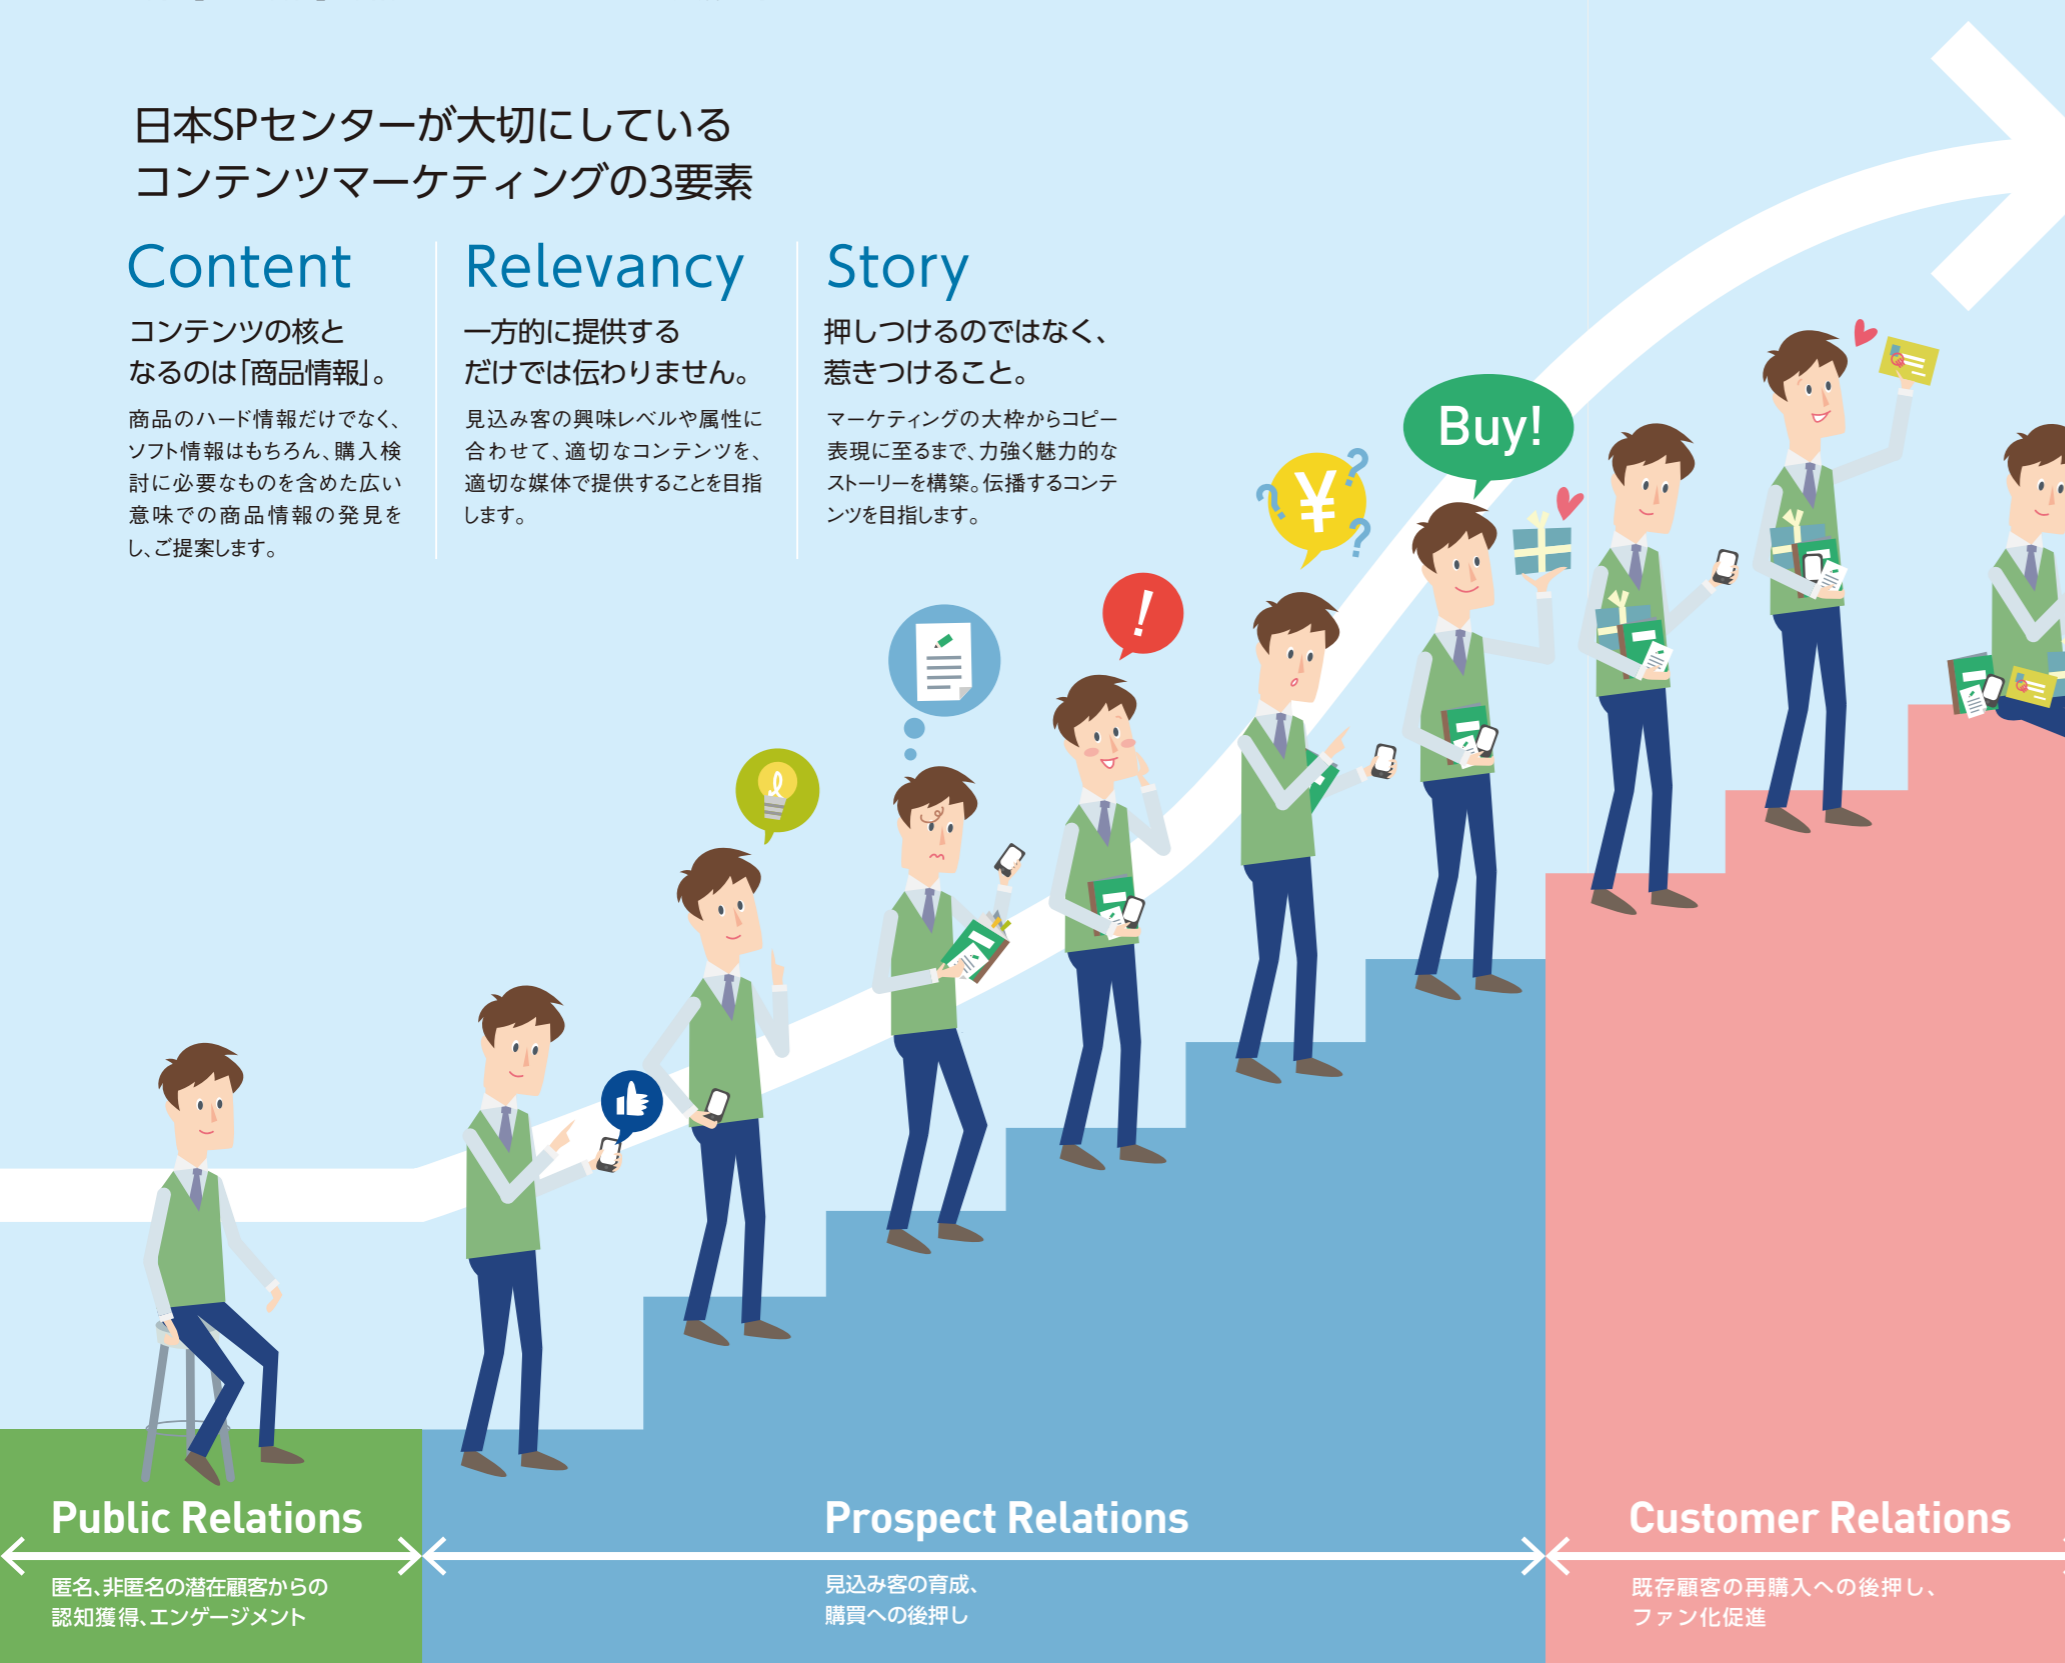 日本SPセンターが大切にしている
コンテンツマーケティングの3要素
Content
コンテンツの核と
なるのは「商品情報」。
商品のハード情報だけでなく、
ソフト情報はもちろん、購入検
討に必要なものを含めた広い
意味での商品情報の発見を
し、ご提案します。
Relevancy
一方的に提供する
だけでは伝わりません。
見込み客の興味レベルや属性に
合わせて、適切なコンテンツを、
適切な媒体で提供することを目指
します。
Story
押しつけるのではなく、
惹きつけること。
マーケティングの大枠からコピー
表現に至るまで、力強く魅力的な
ストーリーを構築。伝播するコンテ
ンツを目指します。
!
¥
?
?
?
Buy!
Public Relations
匿名、非匿名の潜在顧客からの
認知獲得、エンゲージメント
Prospect Relations
見込み客の育成、
購買への後押し
Customer Relations
既存顧客の再購入への後押し、
ファン化促進